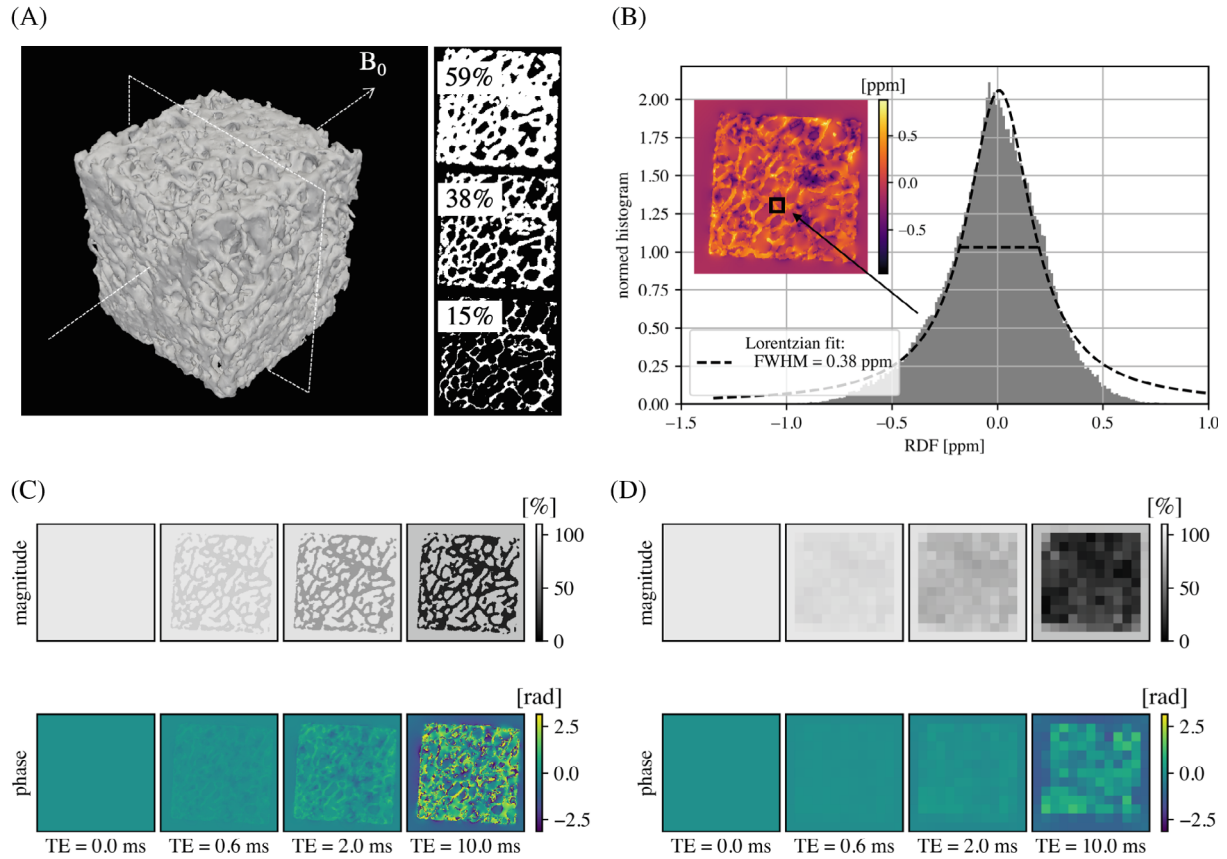 (A)
B0
59%
38%
15%
(B)
[ppm]
0.5
0.0
−0.5
normed histogram
2.00
1.75
1.50
1.25
1.00
0.75
0.50
0.25
0.00
Lorentzian fit:
FWHM = 0.38 ppm
−1.5 −1.0 −0.5 0.0 0.5 1.0
RDF [ppm]
(C)
[%]
magnitude
100
50
0
[rad]
phase
2.5
0.0
−2.5
TE = 0.0 ms TE = 0.6 ms TE = 2.0 ms TE = 10.0 ms
(D)
[%]
magnitude
100
50
0
[rad]
phase
2.5
0.0
−2.5
TE = 0.0 ms TE = 0.6 ms TE = 2.0 ms TE = 10.0 ms